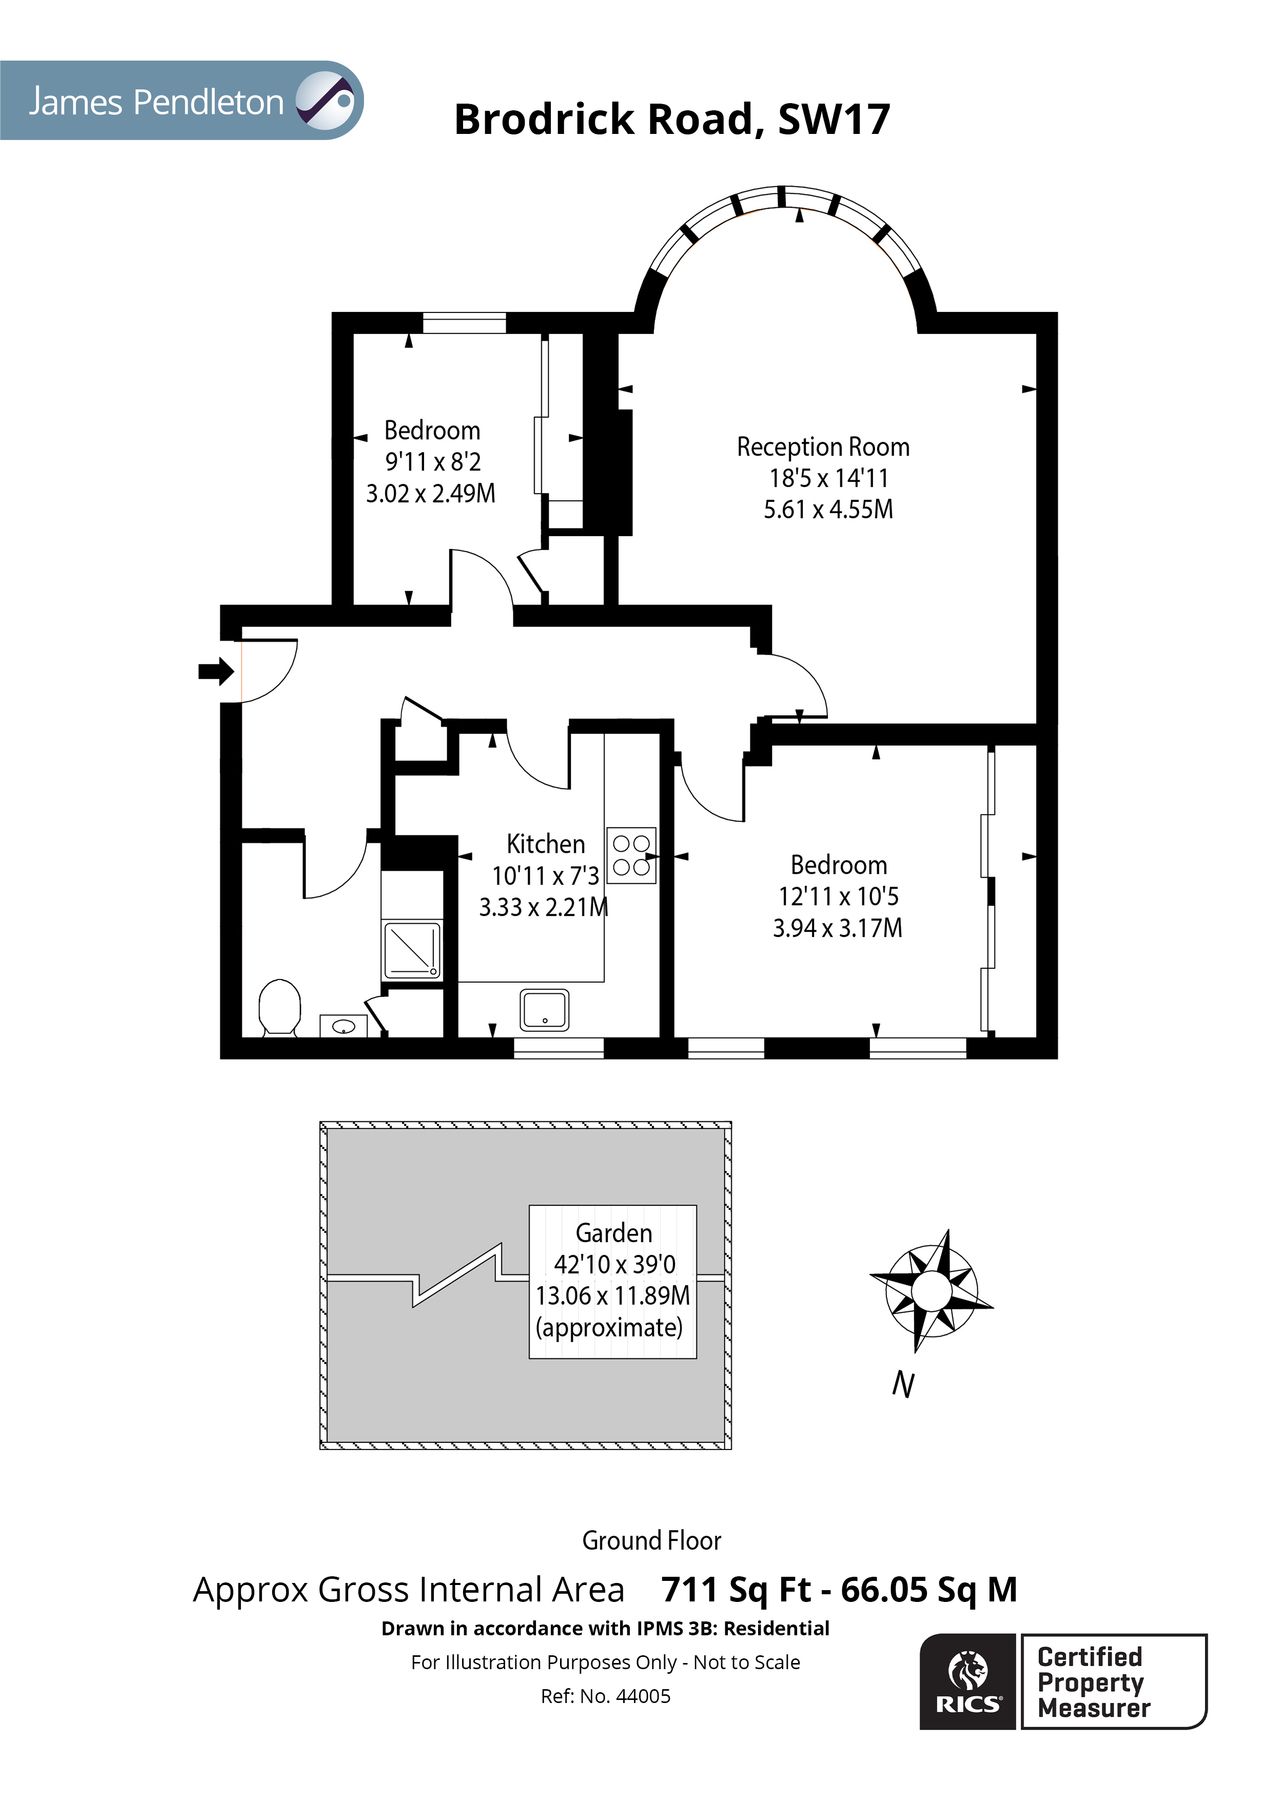 James Pendleton
Brodrick Road, SW17
Bedroom
9'11 x 8'2
3.02 x 2.49M
Reception Room
18'5 x 14'11
5.61 x 4.55M
Kitchen
10'11 x 7'3
3.33 x 2.21M
Bedroom
12'11 x 10'5
3.94 x 3.17M
Garden
42'10 x 39'0
13.06 x 11.89M
(approximate)
N
Ground Floor
Approx Gross Internal Area 711 Sq Ft - 66.05 Sq M
Drawn in accordance with IPMS 3B: Residential
For Illustration Purposes Only - Not to Scale
Ref: No. 44005
RICS®
Certified
Property
Measurer